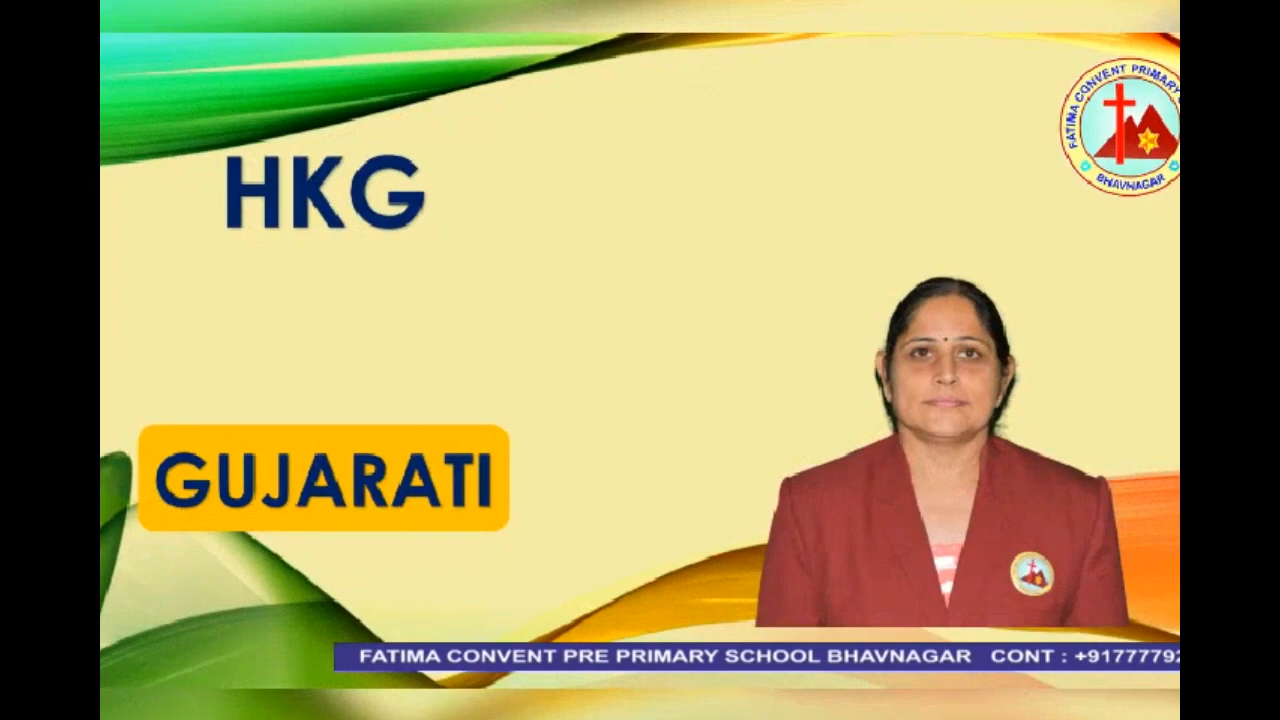 FATIMA CONVENT PRIMARY
BHAVNAGAR
HKG
GUJARATI
FATIMA CONVENT PRE PRIMARY SCHOOL BHAVNAGAR CONT : +9177779